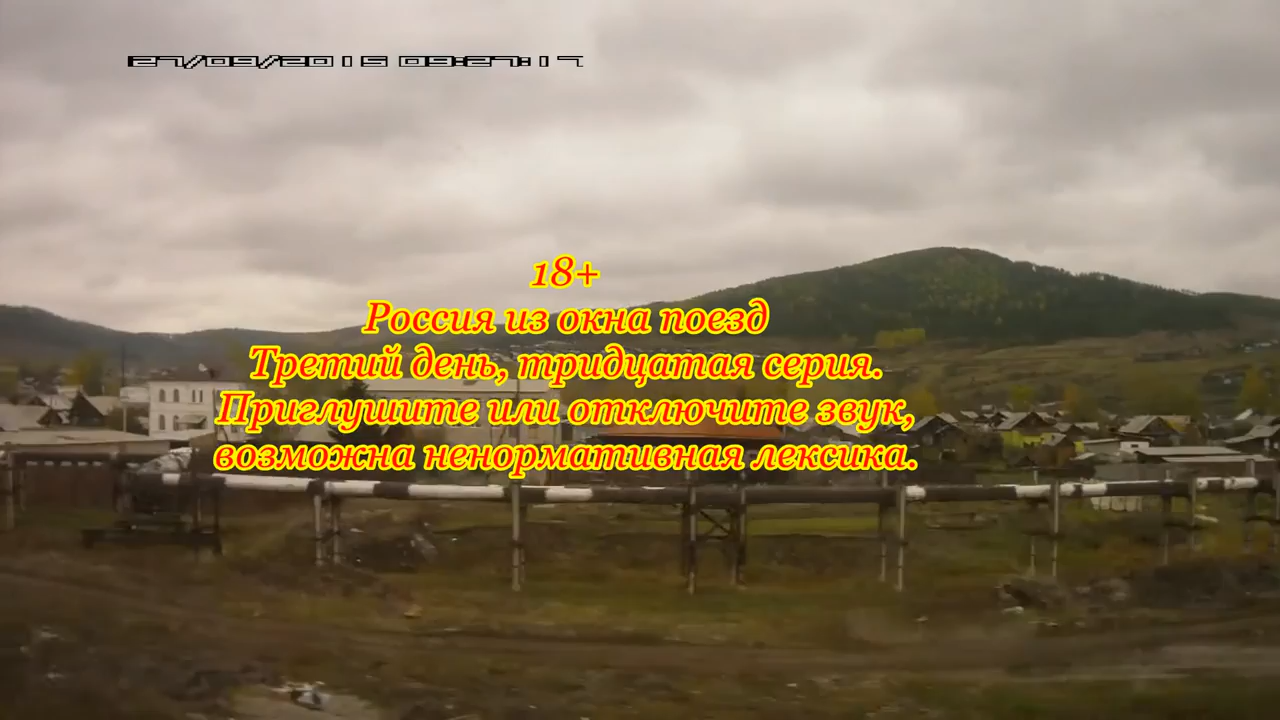 27/09/2015 09:27:17
18+
Россия из окна поезд
Третий день, тридцатая серия.
Приглушите или отключите звук,
возможна ненормативная лексика.